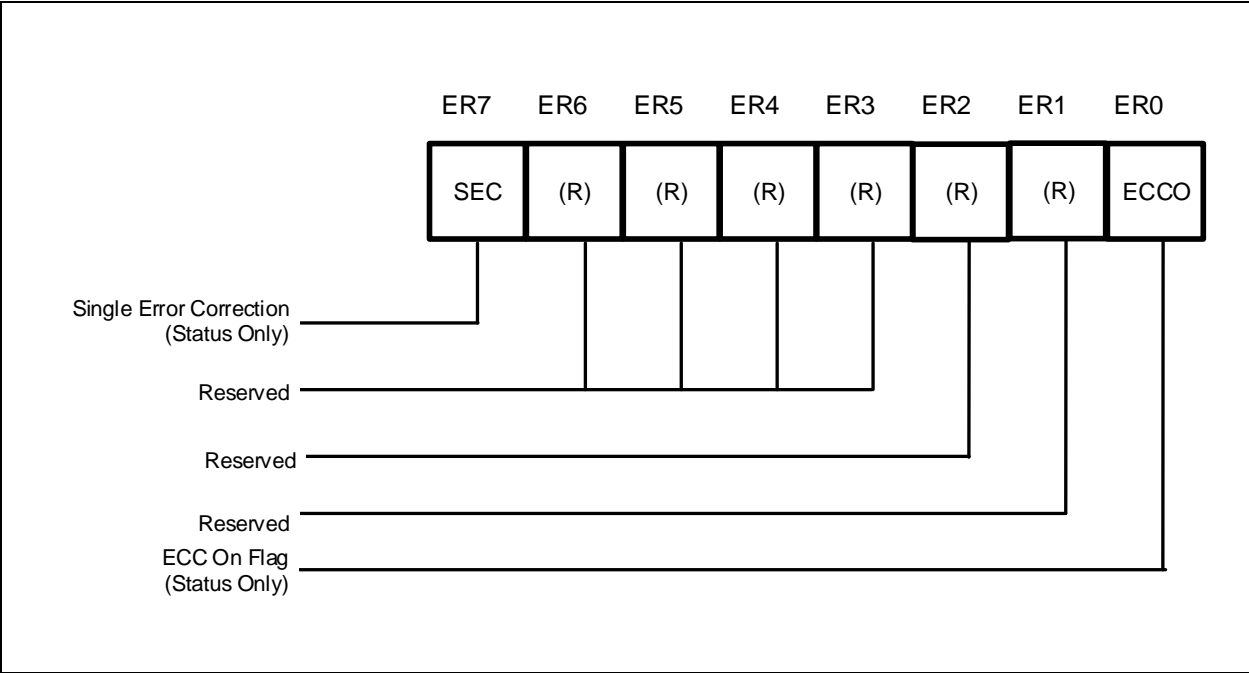 ER7 ER6 ER5 ER4 ER3 ER2 ER1 ER0
SEC (R) (R) (R) (R) (R) (R) ECCO
Single Error Correction
(Status Only)
Reserved
Reserved
Reserved
ECC On Flag
(Status Only)